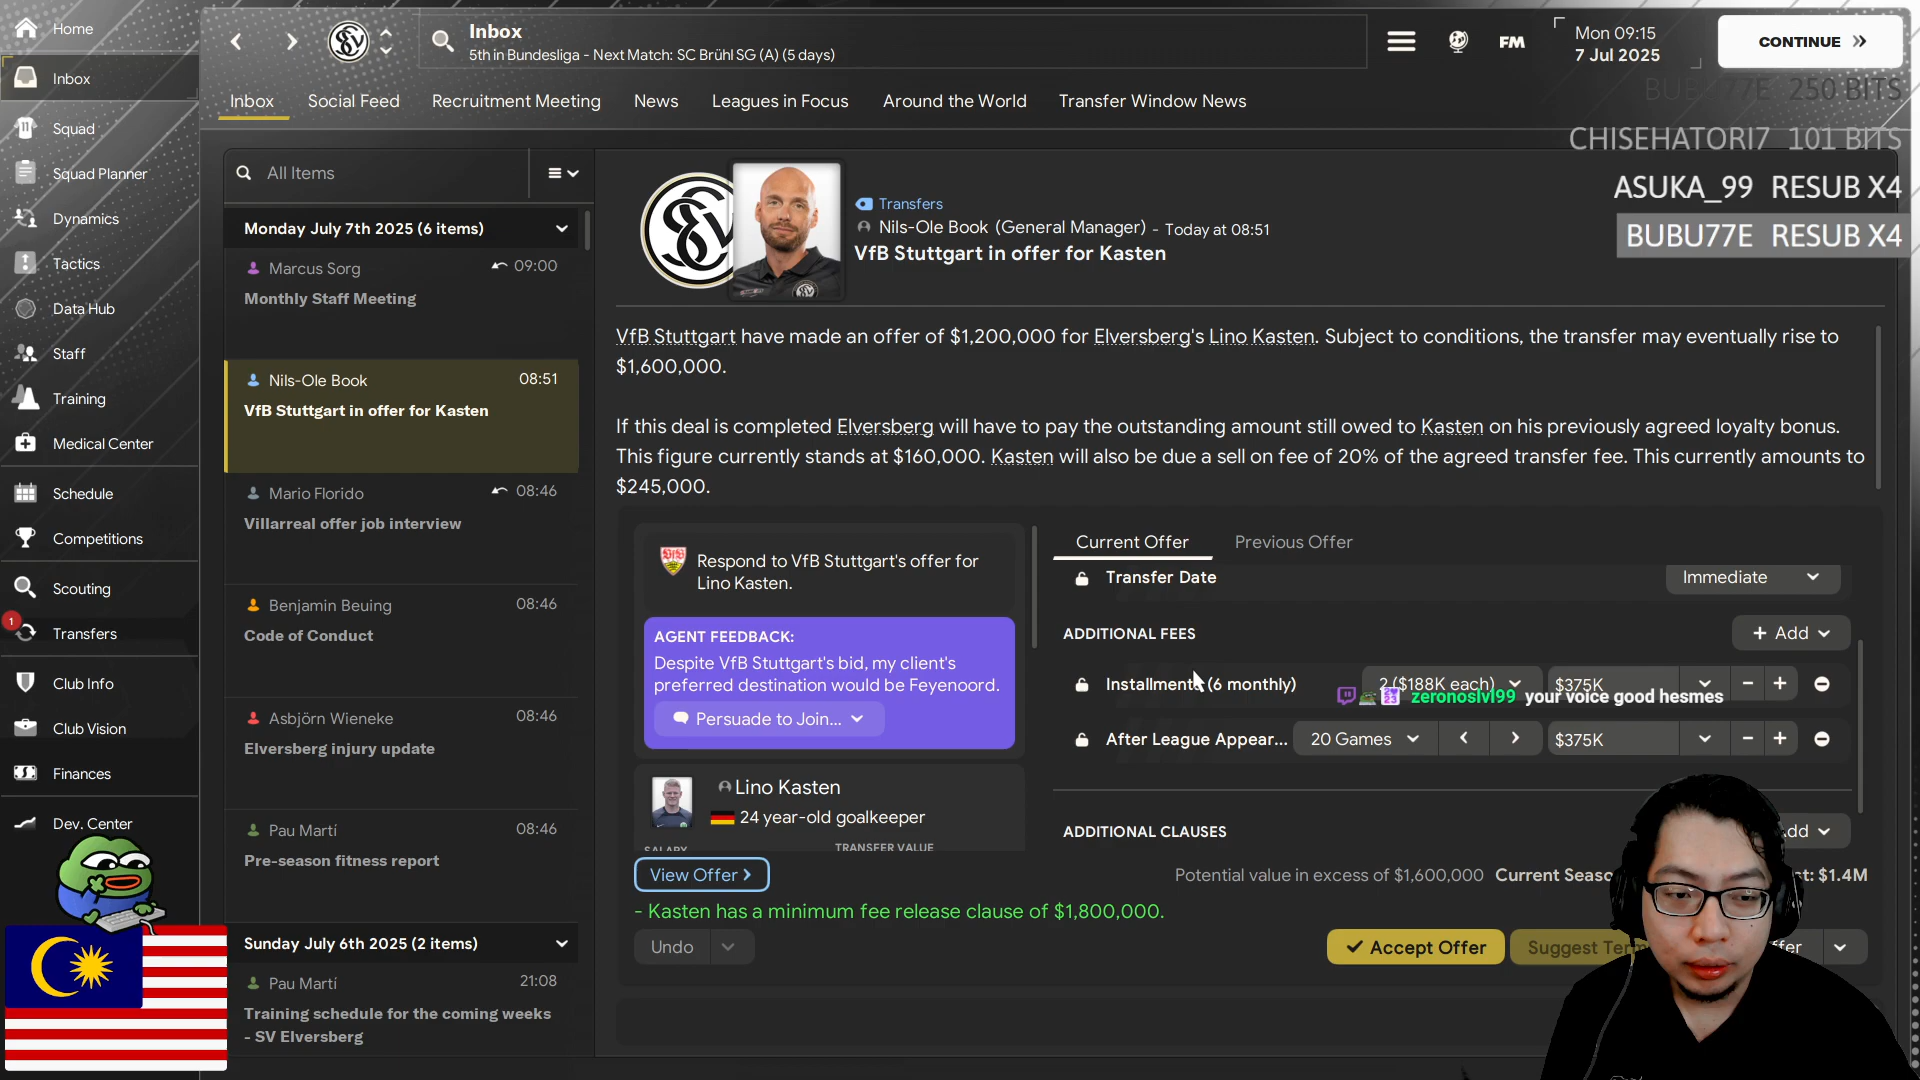 Home
Inbox
Squad
Squad Planner
Dynamics
Tactics
Data Hub
Staff
Training
Medical Center
Schedule
Competitions
Scouting
1
Transfers
Club Info
Club Vision
Finances
Dev. Center
Inbox
5th in Bundesliga - Next Match: SC Brühl SG (A) (5 days)
FM
Mon 09:15
7 Jul 2025
CONTINUE
Inbox
Social Feed
Recruitment Meeting
News
Leagues in Focus
Around the World
Transfer Window News
BUBU77E 250 BITS
CHISEHATORI7 101 BITS
ASUKA_99 RESUB X4
BUBU77E RESUB X4
All Items
Monday July 7th 2025 (6 items)
Marcus Sorg 09:00
Monthly Staff Meeting
Nils-Ole Book 08:51
VfB Stuttgart in offer for Kasten
Mario Florido 08:46
Villarreal offer job interview
Benjamin Beuing 08:46
Code of Conduct
Asbjörn Wieneke 08:46
Elversberg injury update
Pau Martí 08:46
Pre-season fitness report
Sunday July 6th 2025 (2 items)
Pau Martí 21:08
Training schedule for the coming weeks
- SV Elversberg
Transfers
Nils-Ole Book (General Manager) - Today at 08:51
VfB Stuttgart in offer for Kasten
VfB Stuttgart have made an offer of $1,200,000 for Elversberg's Lino Kasten. Subject to conditions, the transfer may eventually rise to
$1,600,000.
If this deal is completed Elversberg will have to pay the outstanding amount still owed to Kasten on his previously agreed loyalty bonus.
This figure currently stands at $160,000. Kasten will also be due a sell on fee of 20% of the agreed transfer fee. This currently amounts to
$245,000.
Respond to VfB Stuttgart's offer for
Lino Kasten.
AGENT FEEDBACK:
Despite VfB Stuttgart's bid, my client's
preferred destination would be Feyenoord.
Persuade to Join...
Lino Kasten
24 year-old goalkeeper
SALARY TRANSFER VALUE
View Offer
- Kasten has a minimum fee release clause of $1,800,000.
Undo
Current Offer
Previous Offer
Transfer Date Immediate
ADDITIONAL FEES + Add
Installments (6 monthly) 2 ($188K each) $375K
zeronoslvl99 your voice good hesmes
After League Appear... 20 Games $375K
ADDITIONAL CLAUSES
Potential value in excess of $1,600,000 $1.4M
Accept Offer
Suggest